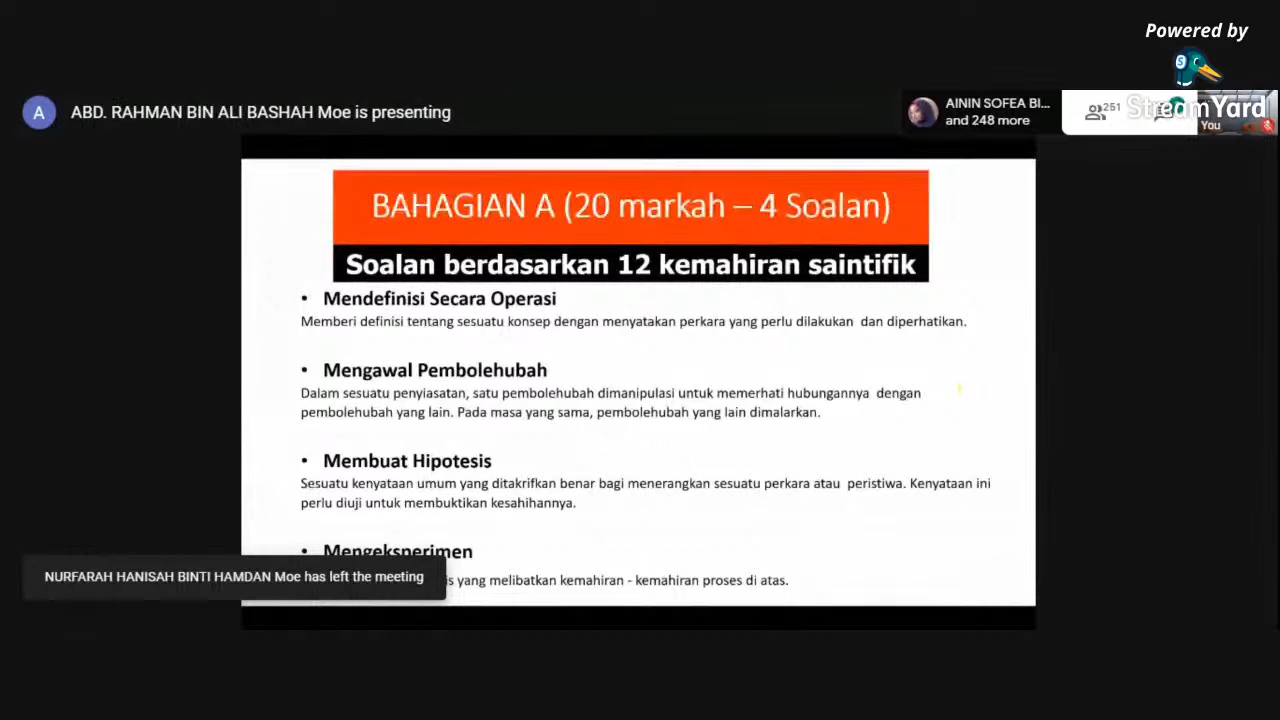 Powered by
StreamYard
A
ABD. RAHMAN BIN ALI BASHAH Moe is presenting
AININ SOFEA BI...
and 248 more
251
You
BAHAGIAN A (20 markah – 4 Soalan)
Soalan berdasarkan 12 kemahiran saintifik
• Mendefinisi Secara Operasi
Memberi definisi tentang sesuatu konsep dengan menyatakan perkara yang perlu dilakukan dan diperhatikan.
• Mengawal Pembolehubah
Dalam sesuatu penyiasatan, satu pembolehubah dimanipulasi untuk memerhati hubungannya dengan
pembolehubah yang lain. Pada masa yang sama, pembolehubah yang lain dimalarkan.
• Membuat Hipotesis
Sesuatu kenyataan umum yang ditakrifkan benar bagi menerangkan sesuatu perkara atau peristiwa. Kenyataan ini
perlu diuji untuk membuktikan kesahihannya.
• Mengeksperimen
yang melibatkan kemahiran - kemahiran proses di atas.
NURFARAH HANISAH BINTI HAMDAN Moe has left the meeting